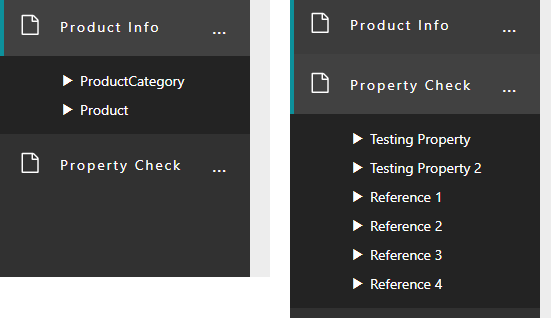 Product Info ...
ProductCategory
Product
Property Check ...
Product Info ...
Property Check ...
Testing Property
Testing Property 2
Reference 1
Reference 2
Reference 3
Reference 4